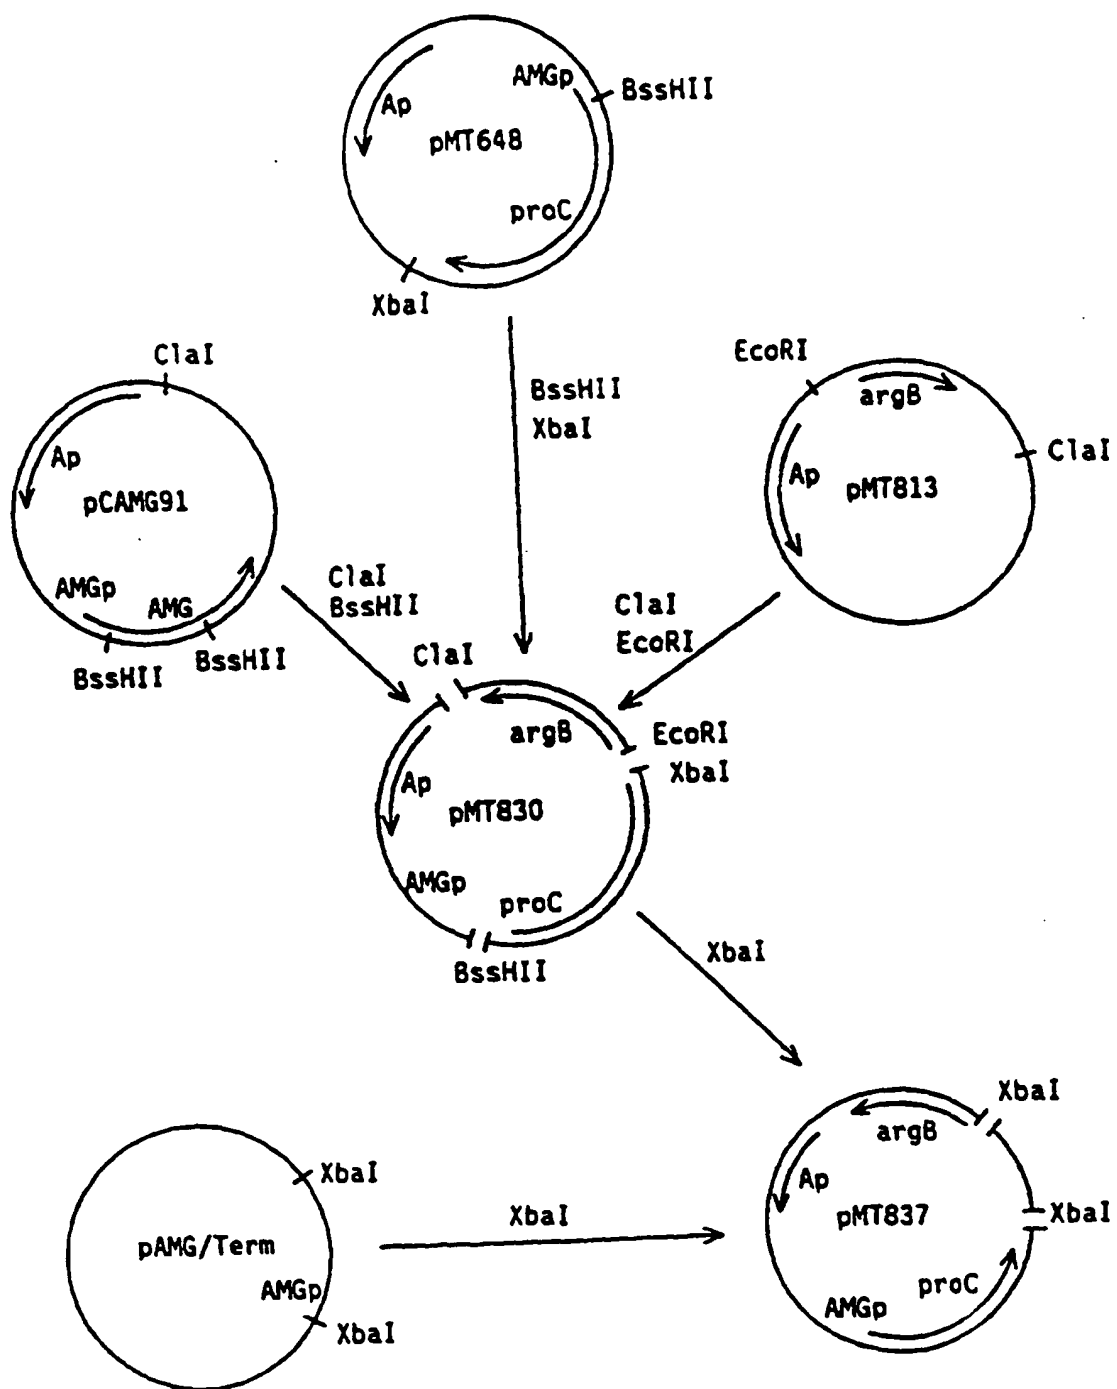 AMGp
BssHII
Ap
pMT648
proC
XbaI
ClaI
Ap
pCAMG91
AMGp
AMG
BssHII
BssHII
BssHII
XbaI
EcoRI
argB
ClaI
Ap
pMT813
ClaI
BssHII
ClaI
EcoRI
ClaI
argB
EcoRI
XbaI
Ap
pMT830
AMGp
proC
BssHII
XbaI
XbaI
pAMG/Term
AMGp
XbaI
XbaI
XbaI
argB
Ap
pMT837
XbaI
proC
AMGp